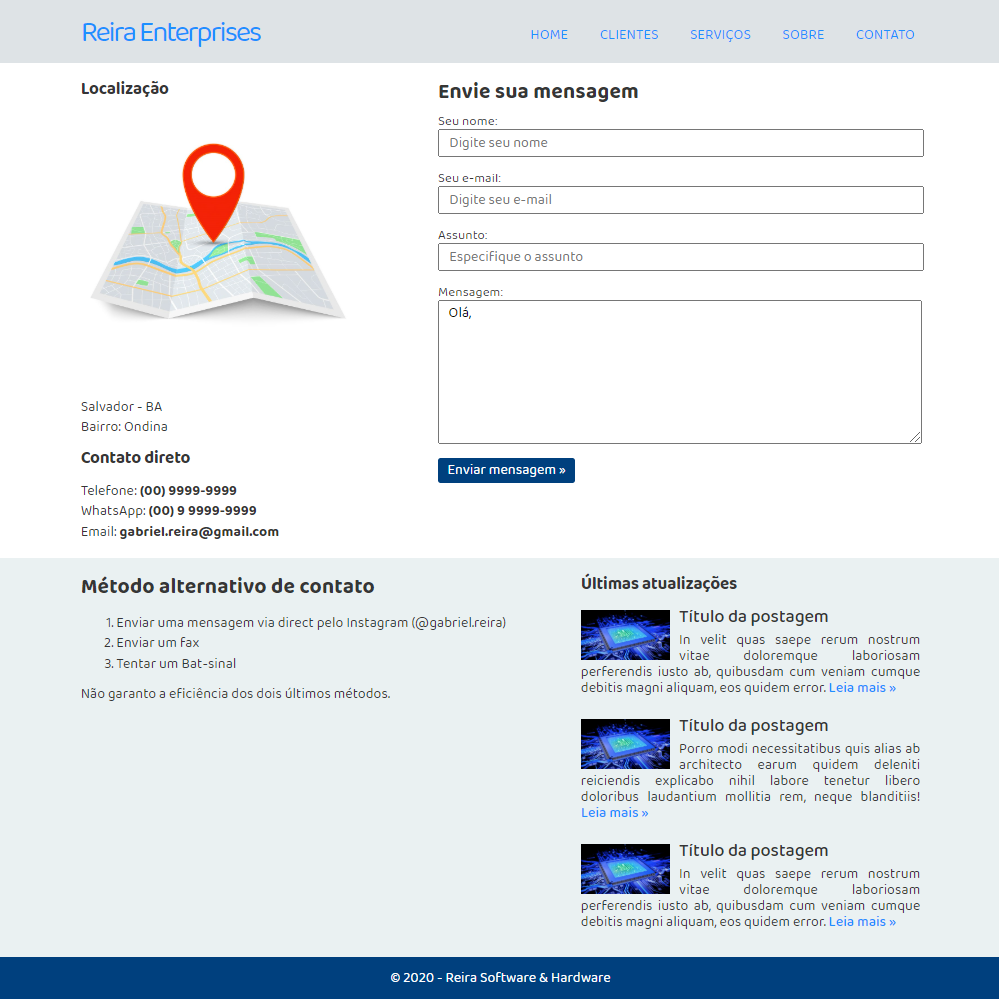 Reira Enterprises
HOME CLIENTES SERVIÇOS SOBRE CONTATO
Localização
Salvador - BA
Bairro: Ondina
Contato direto
Telefone: (00) 9999-9999
WhatsApp: (00) 9 9999-9999
Email: gabriel.reira@gmail.com
Envie sua mensagem
Seu nome:
Digite seu nome
Seu e-mail:
Digite seu e-mail
Assunto:
Especifique o assunto
Mensagem:
Olá,
Enviar mensagem »
Método alternativo de contato
1. Enviar uma mensagem via direct pelo Instagram (@gabriel.reira)
2. Enviar um fax
3. Tentar um Bat-sinal
Não garanto a eficiência dos dois últimos métodos.
Últimas atualizações
Título da postagem
In velit quas saepe rerum nostrum
vitae doloremque laboriosam
perferendis iusto ab, quibusdam cum veniam cumque
debitis magni aliquam, eos quidem error. Leia mais »
Título da postagem
Porro modi necessitatibus quis alias ab
architecto earum quidem deleniti
reiciendis explicabo nihil labore tenetur libero
doloribus laudantium mollitia rem, neque blanditiis!
Leia mais »
Título da postagem
In velit quas saepe rerum nostrum
vitae doloremque laboriosam
perferendis iusto ab, quibusdam cum veniam cumque
debitis magni aliquam, eos quidem error. Leia mais »
© 2020 - Reira Software & Hardware